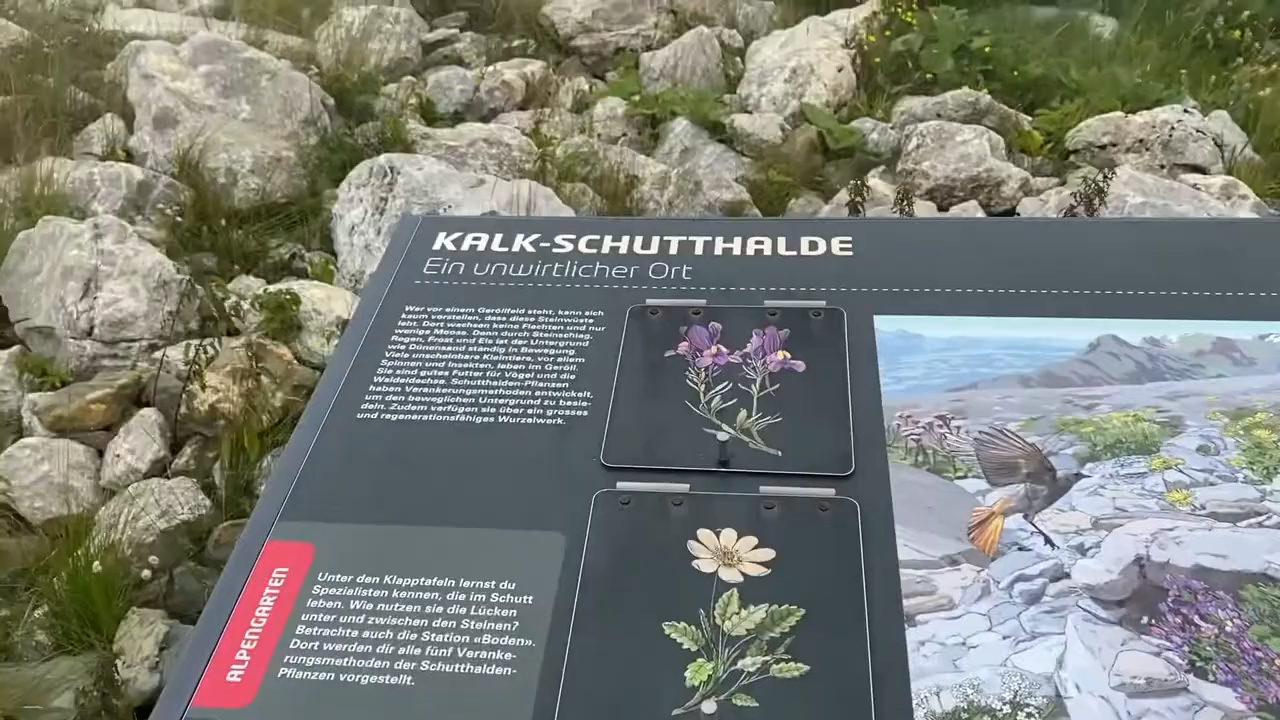 KALK-SCHUTTHALDE
Ein unwirtlicher Ort
Wer vor einem Geröllfeld steht, kann sich
kaum vorstellen, dass diese Steinwüste
lebt. Dort wachsen keine Flechten und nur
wenige Moose. Denn durch Steinschlag,
Regen, Frost und Eis ist der Untergrund
wie Dünensand ständig in Bewegung.
Viele unscheinbare Kleintiere, vor allem
Spinnen und Insekten, leben im Geröll.
Sie sind gutes Futter für Vögel und die
Waldeidechse. Schutthalden-Pflanzen
haben Verankerungsmethoden entwickelt,
um den beweglichen Untergrund zu besie-
deln. Zudem verfügen sie über ein grosses
und regenerationsfähiges Wurzelwerk.
ALPENGARTEN
Unter den Klapptafeln lernst du
Spezialisten kennen, die im Schutt
leben. Wie nutzen sie die Lücken
unter und zwischen den Steinen?
Betrachte auch die Station «Boden».
Dort werden dir alle fünf Veranke-
rungsmethoden der Schutthalden-
Pflanzen vorgestellt.